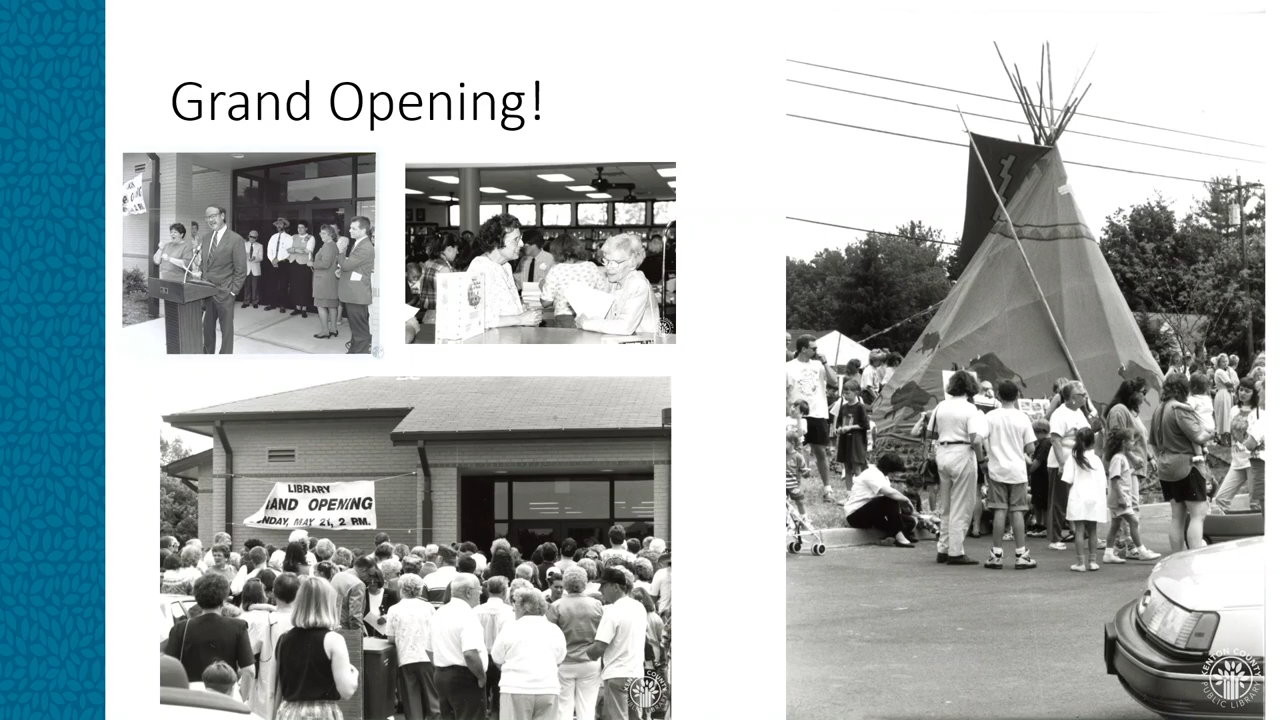 Grand Opening!
LIBRARY
AND OPENING
NDAY, MAY 21, 2 P.M.
KENTON COUNTY
PUBLIC LIBRARY